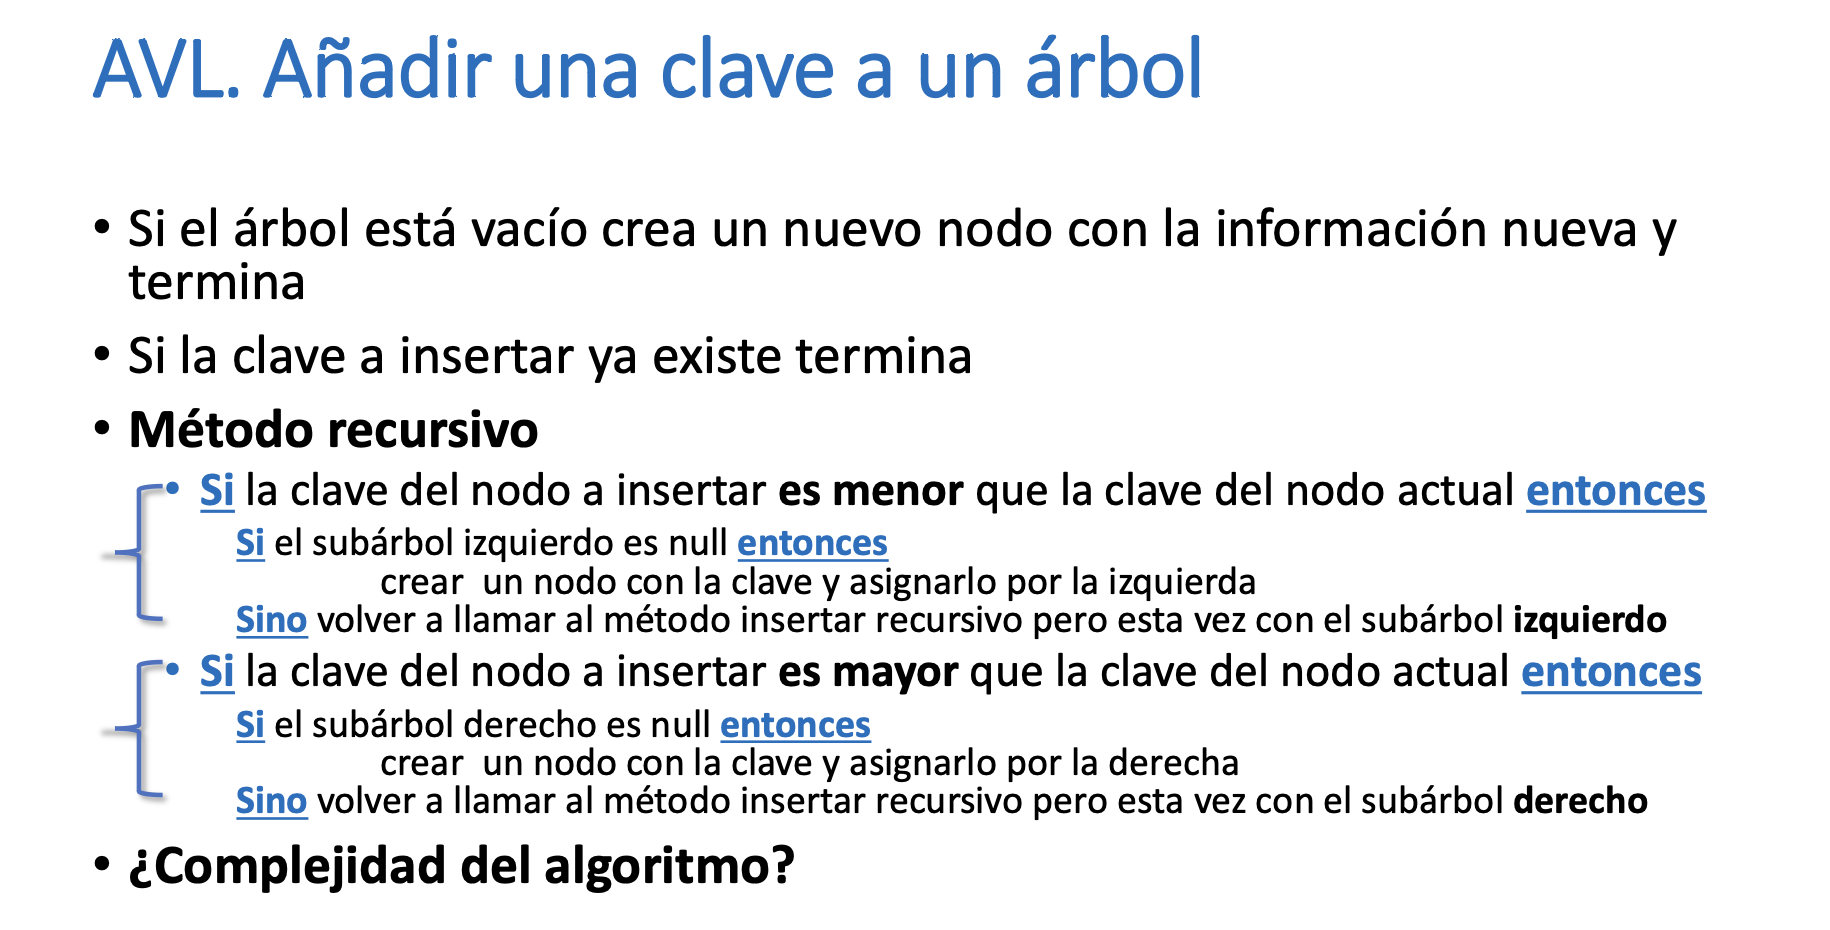 AVL. Añadir una clave a un árbol
• Si el árbol está vacío crea un nuevo nodo con la información nueva y
termina
• Si la clave a insertar ya existe termina
• Método recursivo
• Si la clave del nodo a insertar es menor que la clave del nodo actual entonces
Si el subárbol izquierdo es null entonces
crear un nodo con la clave y asignarlo por la izquierda
Sino volver a llamar al método insertar recursivo pero esta vez con el subárbol izquierdo
• Si la clave del nodo a insertar es mayor que la clave del nodo actual entonces
Si el subárbol derecho es null entonces
crear un nodo con la clave y asignarlo por la derecha
Sino volver a llamar al método insertar recursivo pero esta vez con el subárbol derecho
• ¿Complejidad del algoritmo?